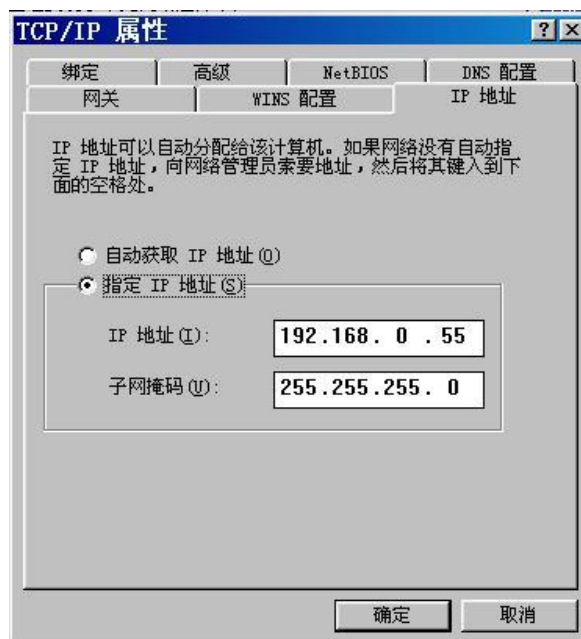 TCP/IP 属性
绑定 高级 NetBIOS DNS 配置
网关 WINS 配置 IP 地址
IP 地址可以自动分配给该计算机。如果网络没有自动指
定 IP 地址，向网络管理员索要地址，然后将其键入到下
面的空格处。
自动获取 IP 地址(O)
指定 IP 地址(S)
IP 地址(I): 192.168. 0 .55
子网掩码(U): 255.255.255. 0
确定 取消